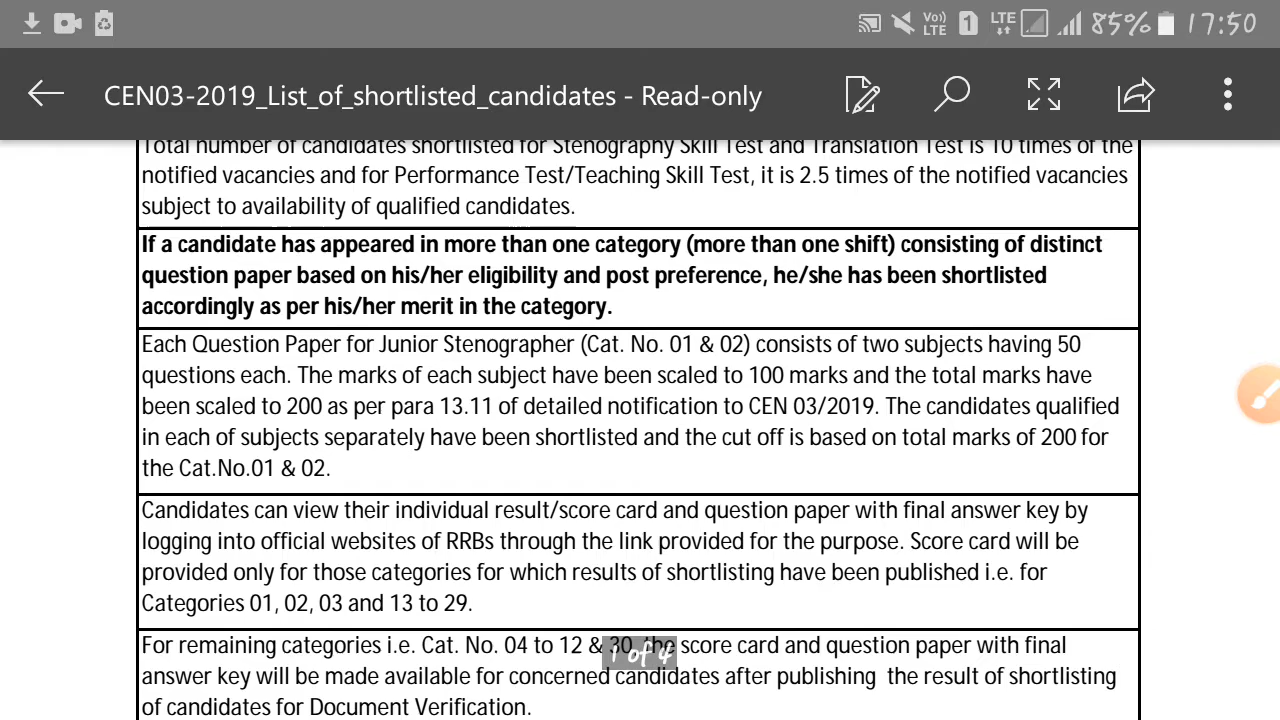 Vo)) LTE 1 LTE 85% 17:50
CEN03-2019_List_of_shortlisted_candidates - Read-only
Total number of candidates shortlisted for Stenography Skill Test and Translation Test is 10 times of the
notified vacancies and for Performance Test/Teaching Skill Test, it is 2.5 times of the notified vacancies
subject to availability of qualified candidates.
If a candidate has appeared in more than one category (more than one shift) consisting of distinct
question paper based on his/her eligibility and post preference, he/she has been shortlisted
accordingly as per his/her merit in the category.
Each Question Paper for Junior Stenographer (Cat. No. 01 & 02) consists of two subjects having 50
questions each. The marks of each subject have been scaled to 100 marks and the total marks have
been scaled to 200 as per para 13.11 of detailed notification to CEN 03/2019. The candidates qualified
in each of subjects separately have been shortlisted and the cut off is based on total marks of 200 for
the Cat.No.01 & 02.
Candidates can view their individual result/score card and question paper with final answer key by
logging into official websites of RRBs through the link provided for the purpose. Score card will be
provided only for those categories for which results of shortlisting have been published i.e. for
Categories 01, 02, 03 and 13 to 29.
For remaining categories i.e. Cat. No. 04 to 12 & 30, the score card and question paper with final
1 of 4
answer key will be made available for concerned candidates after publishing the result of shortlisting
of candidates for Document Verification.